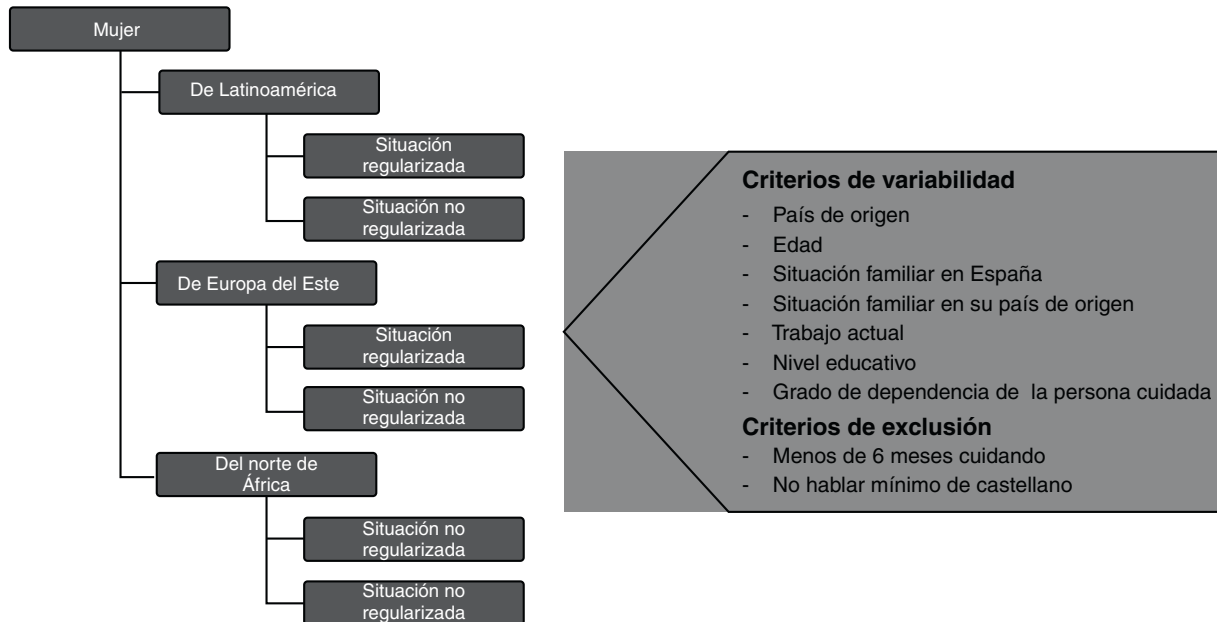 Mujer
De Latinoamérica
Situación
regularizada
Situación no
regularizada
De Europa del Este
Situación
regularizada
Situación no
regularizada
Del norte de
África
Situación no
regularizada
Situación no
regularizada
Criterios de variabilidad
- País de origen
- Edad
- Situación familiar en España
- Situación familiar en su país de origen
- Trabajo actual
- Nivel educativo
- Grado de dependencia de la persona cuidada
Criterios de exclusión
- Menos de 6 meses cuidando
- No hablar mínimo de castellano